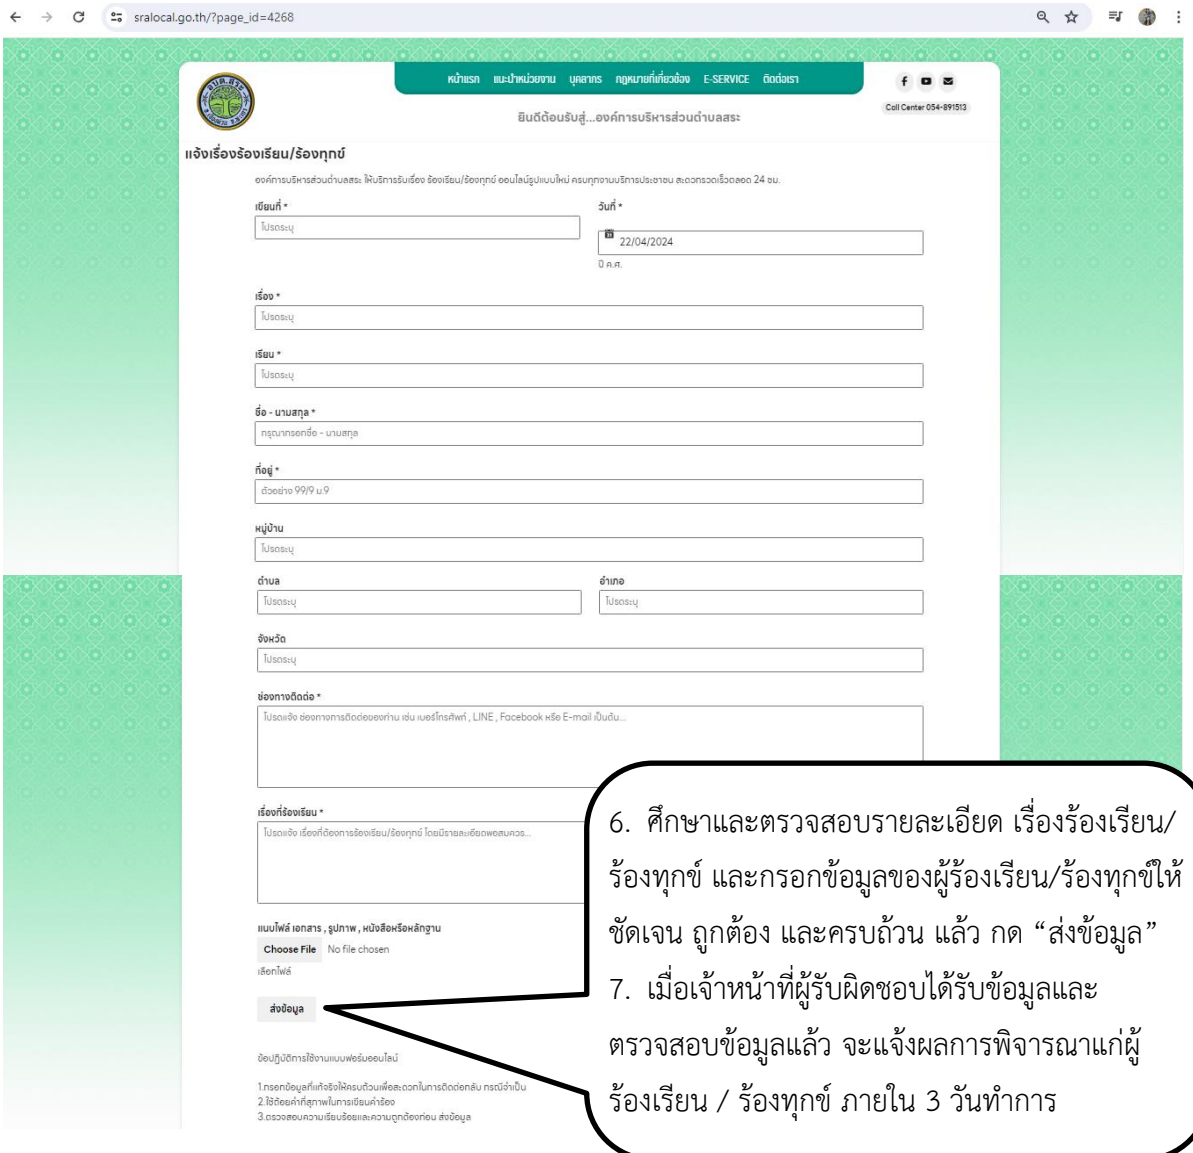 sralocal.go.th/?page_id=4268
หน้าแรก แนะนำหน่วยงาน บุคลากร กฎหมายที่เกี่ยวข้อง E-SERVICE ติดต่อเรา
Call Center 054-891513
ยินดีต้อนรับสู่...องค์การบริหารส่วนตำบลสระ
แจ้งเรื่องร้องเรียน/ร้องทุกข์
องค์การบริหารส่วนตำบลสระ ให้บริการรับเรื่อง ร้องเรียน/ร้องทุกข์ ออนไลน์รูปแบบใหม่ ครบทุกงานบริการประชาชน สะดวกรวดเร็วตลอด 24 ชม.
เขียนที่ * วันที่ *
โปรดระบุ
22/04/2024
ปี ค.ศ.
เรื่อง *
โปรดระบุ
เรียน *
โปรดระบุ
ชื่อ - นามสกุล *
กรุณากรอกชื่อ - นามสกุล
ที่อยู่ *
ตัวอย่าง 99/9 ม.9
หมู่บ้าน
โปรดระบุ
ตำบล อำเภอ
โปรดระบุ โปรดระบุ
จังหวัด
โปรดระบุ
ช่องทางติดต่อ *
โปรดแจ้ง ช่องทางการติดต่อของท่าน เช่น เบอร์โทรศัพท์ , LINE , Facebook หรือ E-mail เป็นต้น...
เรื่องที่ร้องเรียน *
โปรดแจ้ง เรื่องที่ต้องการร้องเรียน/ร้องทุกข์ โดยมีรายละเอียดพอสมควร...
แนบไฟล์ เอกสาร , รูปภาพ , หนังสือหรือหลักฐาน
Choose File No file chosen
เลือกไฟล์
ส่งข้อมูล
ข้อปฏิบัติการใช้งานแบบฟอร์มออนไลน์
1.กรอกข้อมูลที่แท้จริงให้ครบถ้วนเพื่อสะดวกในการติดต่อกลับ กรณีจำเป็น
2.ใช้ถ้อยคำที่สุภาพในการเขียนคำร้อง
3.ตรวจสอบความเรียบร้อยและความถูกต้องก่อน ส่งข้อมูล
6. ศึกษาและตรวจสอบรายละเอียด เรื่องร้องเรียน/
ร้องทุกข์ และกรอกข้อมูลของผู้ร้องเรียน/ร้องทุกข์ให้
ชัดเจน ถูกต้อง และครบถ้วน แล้ว กด “ส่งข้อมูล”
7. เมื่อเจ้าหน้าที่ผู้รับผิดชอบได้รับข้อมูลและ
ตรวจสอบข้อมูลแล้ว จะแจ้งผลการพิจารณาแก่ผู้
ร้องเรียน / ร้องทุกข์ ภายใน 3 วันทำการ